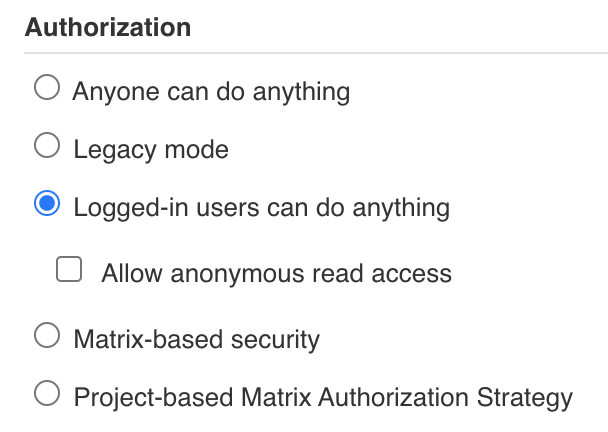 Authorization
Anyone can do anything
Legacy mode
Logged-in users can do anything
Allow anonymous read access
Matrix-based security
Project-based Matrix Authorization Strategy